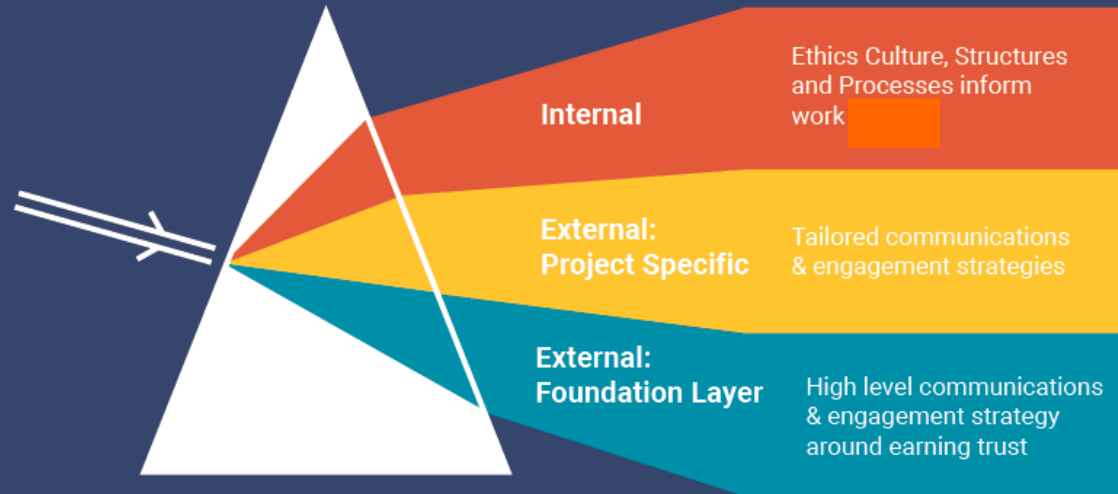 Internal
Ethics Culture, Structures
and Processes inform
work
External:
Project Specific
Tailored communications
& engagement strategies
External:
Foundation Layer
High level communications
& engagement strategy
around earning trust